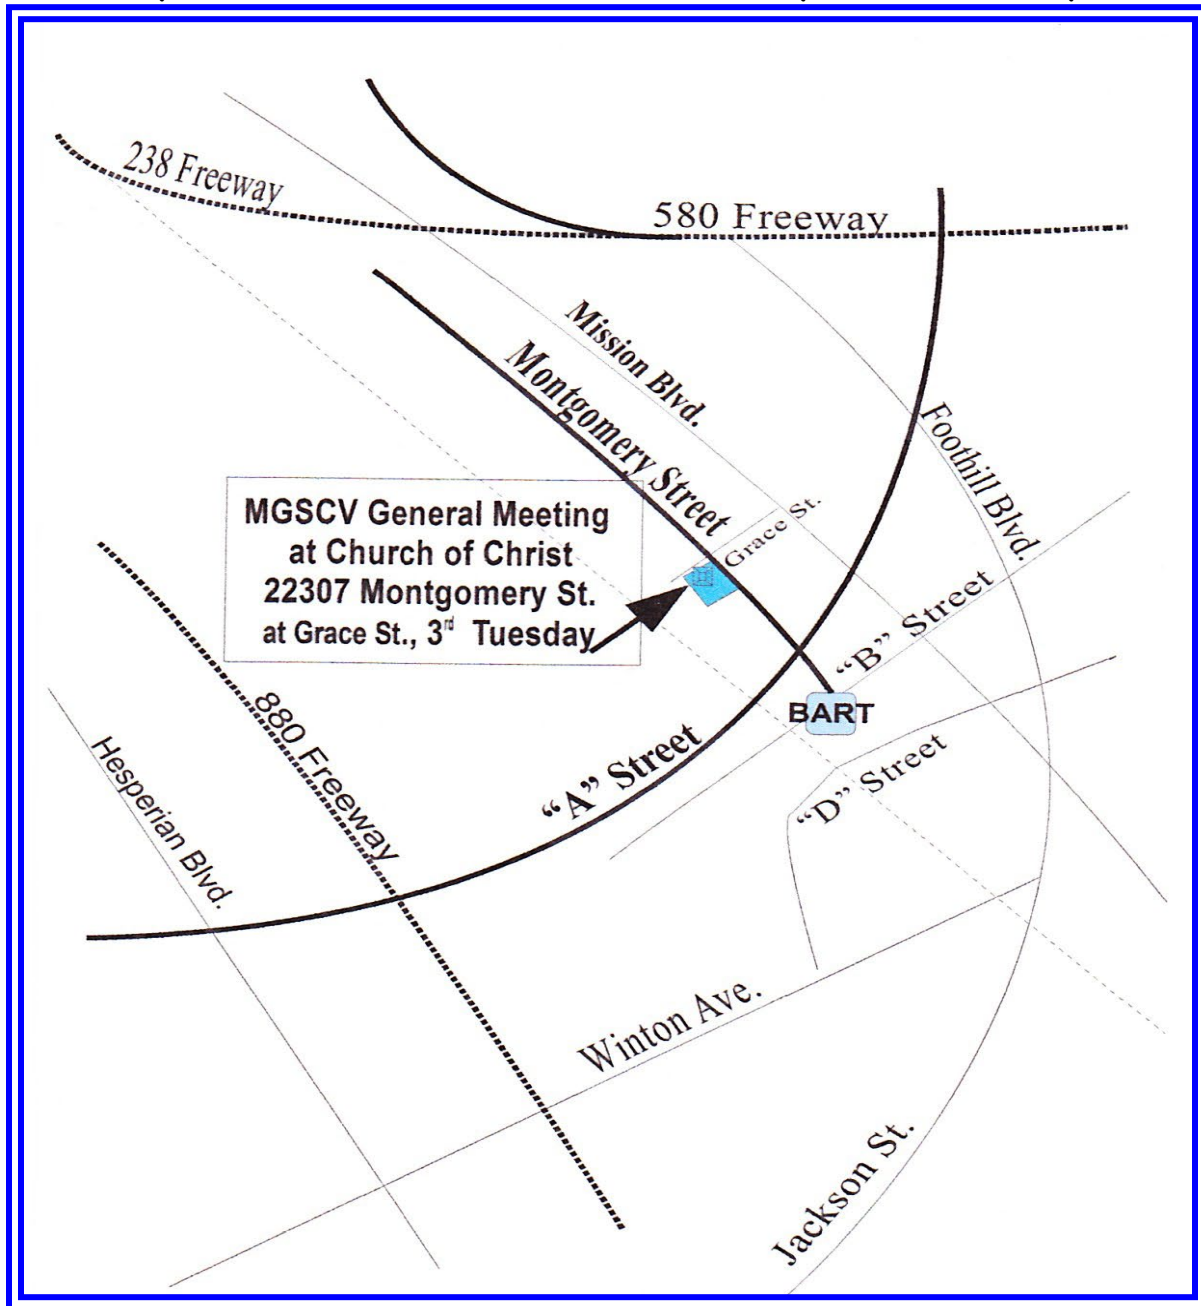 238 Freeway
580 Freeway
Mission Blvd.
Montgomery Street
Foothill Blvd.
Grace St.
MGSCV General Meeting
at Church of Christ
22307 Montgomery St.
at Grace St., 3rd Tuesday
"B" Street
BART
880 Freeway
"A" Street
"D" Street
Hesperian Blvd.
Winton Ave.
Jackson St.